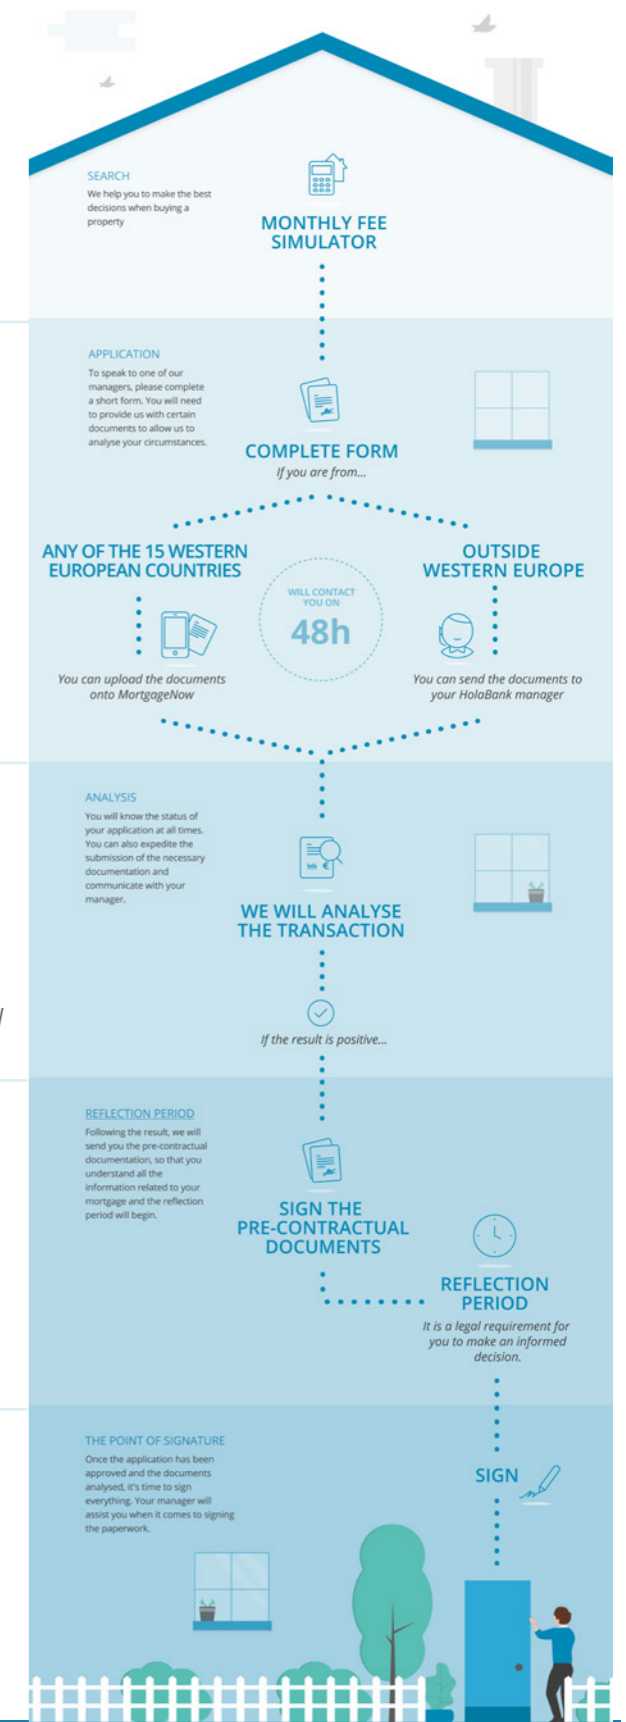 SEARCH
We help you to make the best
decisions when buying a
property
MONTHLY FEE
SIMULATOR
APPLICATION
To speak to one of our
managers, please complete
a short form. You will need
to provide us with certain
documents to allow us to
analyse your circumstances.
COMPLETE FORM
If you are from...
ANY OF THE 15 WESTERN
EUROPEAN COUNTRIES
You can upload the documents
onto MortgageNow
WILL CONTACT
YOU ON
48h
OUTSIDE
WESTERN EUROPE
You can send the documents to
your HolaBank manager
ANALYSIS
You will know the status of
your application at all times.
You can also expedite the
submission of the necessary
documentation and
communicate with your
manager.
WE WILL ANALYSE
THE TRANSACTION
If the result is positive...
REFLECTION PERIOD
Following the result, we will
send you the pre-contractual
documentation, so that you
understand all the
information related to your
mortgage and the reflection
period will begin.
SIGN THE
PRE-CONTRACTUAL
DOCUMENTS
REFLECTION
PERIOD
It is a legal requirement for
you to make an informed
decision.
THE POINT OF SIGNATURE
Once the application has been
approved and the documents
analysed, it's time to sign
everything. Your manager will
assist you when it comes to signing
the paperwork.
SIGN